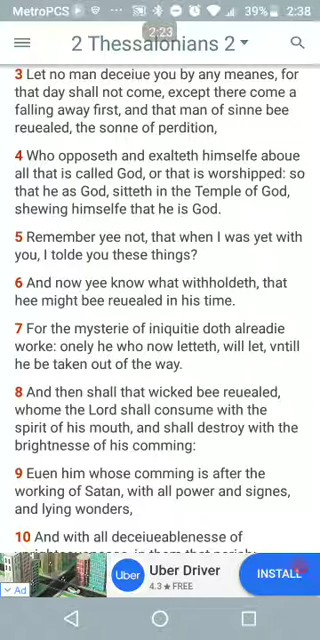 MetroPCS 39% 2:38
2:23
2 Thessalonians 2
3 Let no man deceiue you by any meanes, for
that day shall not come, except there come a
falling away first, and that man of sinne bee
reuealed, the sonne of perdition,
4 Who opposeth and exalteth himselfe aboue
all that is called God, or that is worshipped: so
that he as God, sitteth in the Temple of God,
shewing himselfe that he is God.
5 Remember yee not, that when I was yet with
you, I tolde you these things?
6 And now yee know what withholdeth, that
hee might bee reuealed in his time.
7 For the mysterie of iniquitie doth alreadie
worke: onely he who now letteth, will let, vntill
he be taken out of the way.
8 And then shall that wicked bee reuealed,
whome the Lord shall consume with the
spirit of his mouth, and shall destroy with the
brightnesse of his comming:
9 Euen him whose comming is after the
working of Satan, with all power and signes,
and lying wonders,
10 And with all deceiueablenesse of
Ad
Uber
Uber Driver
4.3★ FREE
INSTALL